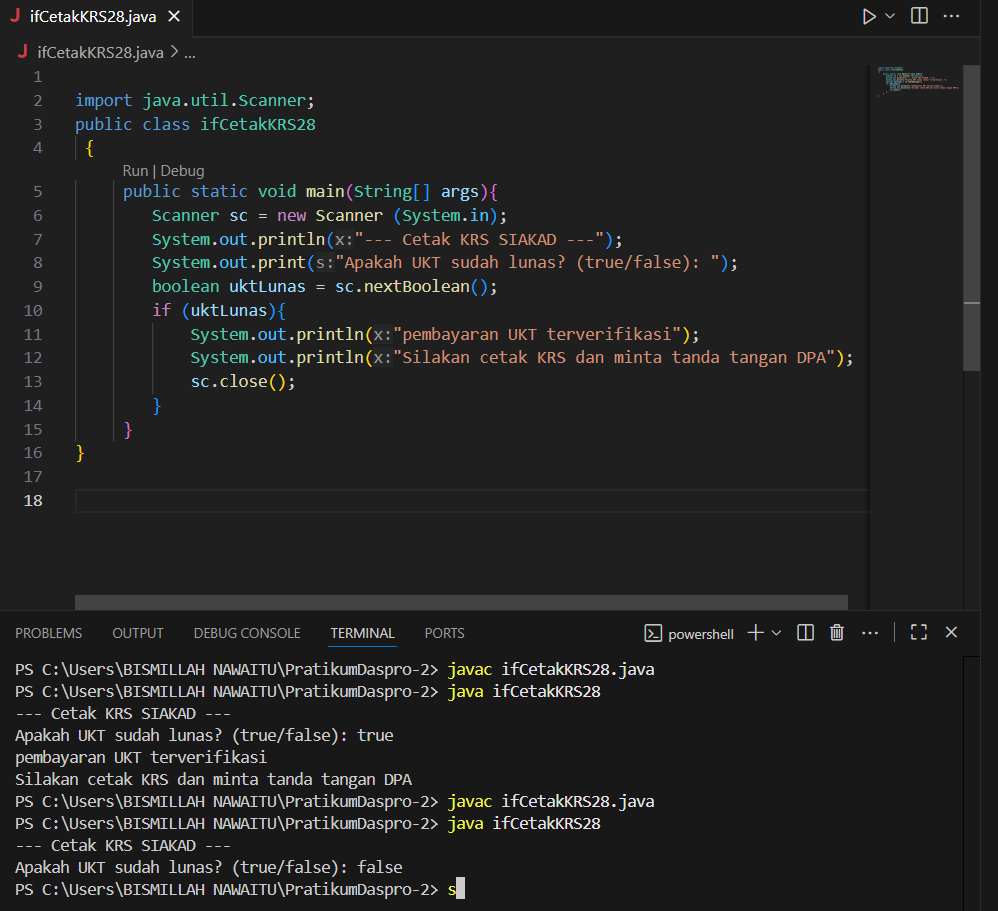 J ifCetakKRS28.java ×
J ifCetakKRS28.java > ...
1
2 import java.util.Scanner;
3 public class ifCetakKRS28
4 {
Run | Debug
5 public static void main(String[] args){
6 Scanner sc = new Scanner (System.in);
7 System.out.println(x:"--- Cetak KRS SIAKAD ---");
8 System.out.print(s:"Apakah UKT sudah lunas? (true/false): ");
9 boolean uktLunas = sc.nextBoolean();
10 if (uktLunas){
11 System.out.println(x:"pembayaran UKT terverifikasi");
12 System.out.println(x:"Silakan cetak KRS dan minta tanda tangan DPA");
13 sc.close();
14 }
15 }
16 }
17
18
PROBLEMS OUTPUT DEBUG CONSOLE TERMINAL PORTS powershell
PS C:\Users\BISMILLAH NAWAITU\PratikumDaspro-2> javac ifCetakKRS28.java
PS C:\Users\BISMILLAH NAWAITU\PratikumDaspro-2> java ifCetakKRS28
--- Cetak KRS SIAKAD ---
Apakah UKT sudah lunas? (true/false): true
pembayaran UKT terverifikasi
Silakan cetak KRS dan minta tanda tangan DPA
PS C:\Users\BISMILLAH NAWAITU\PratikumDaspro-2> javac ifCetakKRS28.java
PS C:\Users\BISMILLAH NAWAITU\PratikumDaspro-2> java ifCetakKRS28
--- Cetak KRS SIAKAD ---
Apakah UKT sudah lunas? (true/false): false
PS C:\Users\BISMILLAH NAWAITU\PratikumDaspro-2> s